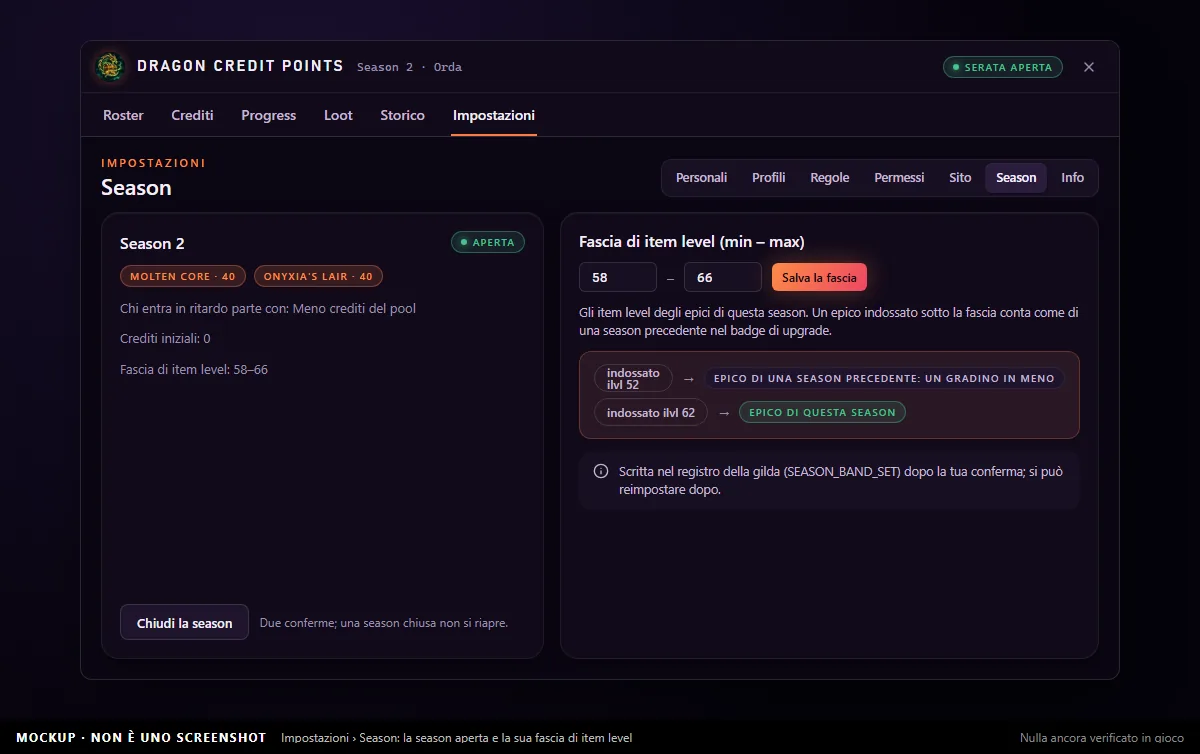 DRAGON CREDIT POINTS Season 2 · Orda SERATA APERTA
Roster Crediti Progress Loot Storico Impostazioni
IMPOSTAZIONI
Season
Personali Profili Regole Permessi Sito Season Info
Season 2 APERTA
MOLTEN CORE · 40 ONYXIA'S LAIR · 40
Chi entra in ritardo parte con: Meno crediti del pool
Crediti iniziali: 0
Fascia di item level: 58–66
Chiudi la season Due conferme; una season chiusa non si riapre.
Fascia di item level (min – max)
58 – 66 Salva la fascia
Gli item level degli epici di questa season. Un epico indossato sotto la fascia conta come di
una season precedente nel badge di upgrade.
indossato
ilvl 52 → EPICO DI UNA SEASON PRECEDENTE: UN GRADINO IN MENO
indossato ilvl 62 → EPICO DI QUESTA SEASON
Scritta nel registro della gilda (SEASON_BAND_SET) dopo la tua conferma; si può
reimpostare dopo.
MOCKUP · NON È UNO SCREENSHOT Impostazioni › Season: la season aperta e la sua fascia di item level Nulla ancora verificato in gioco